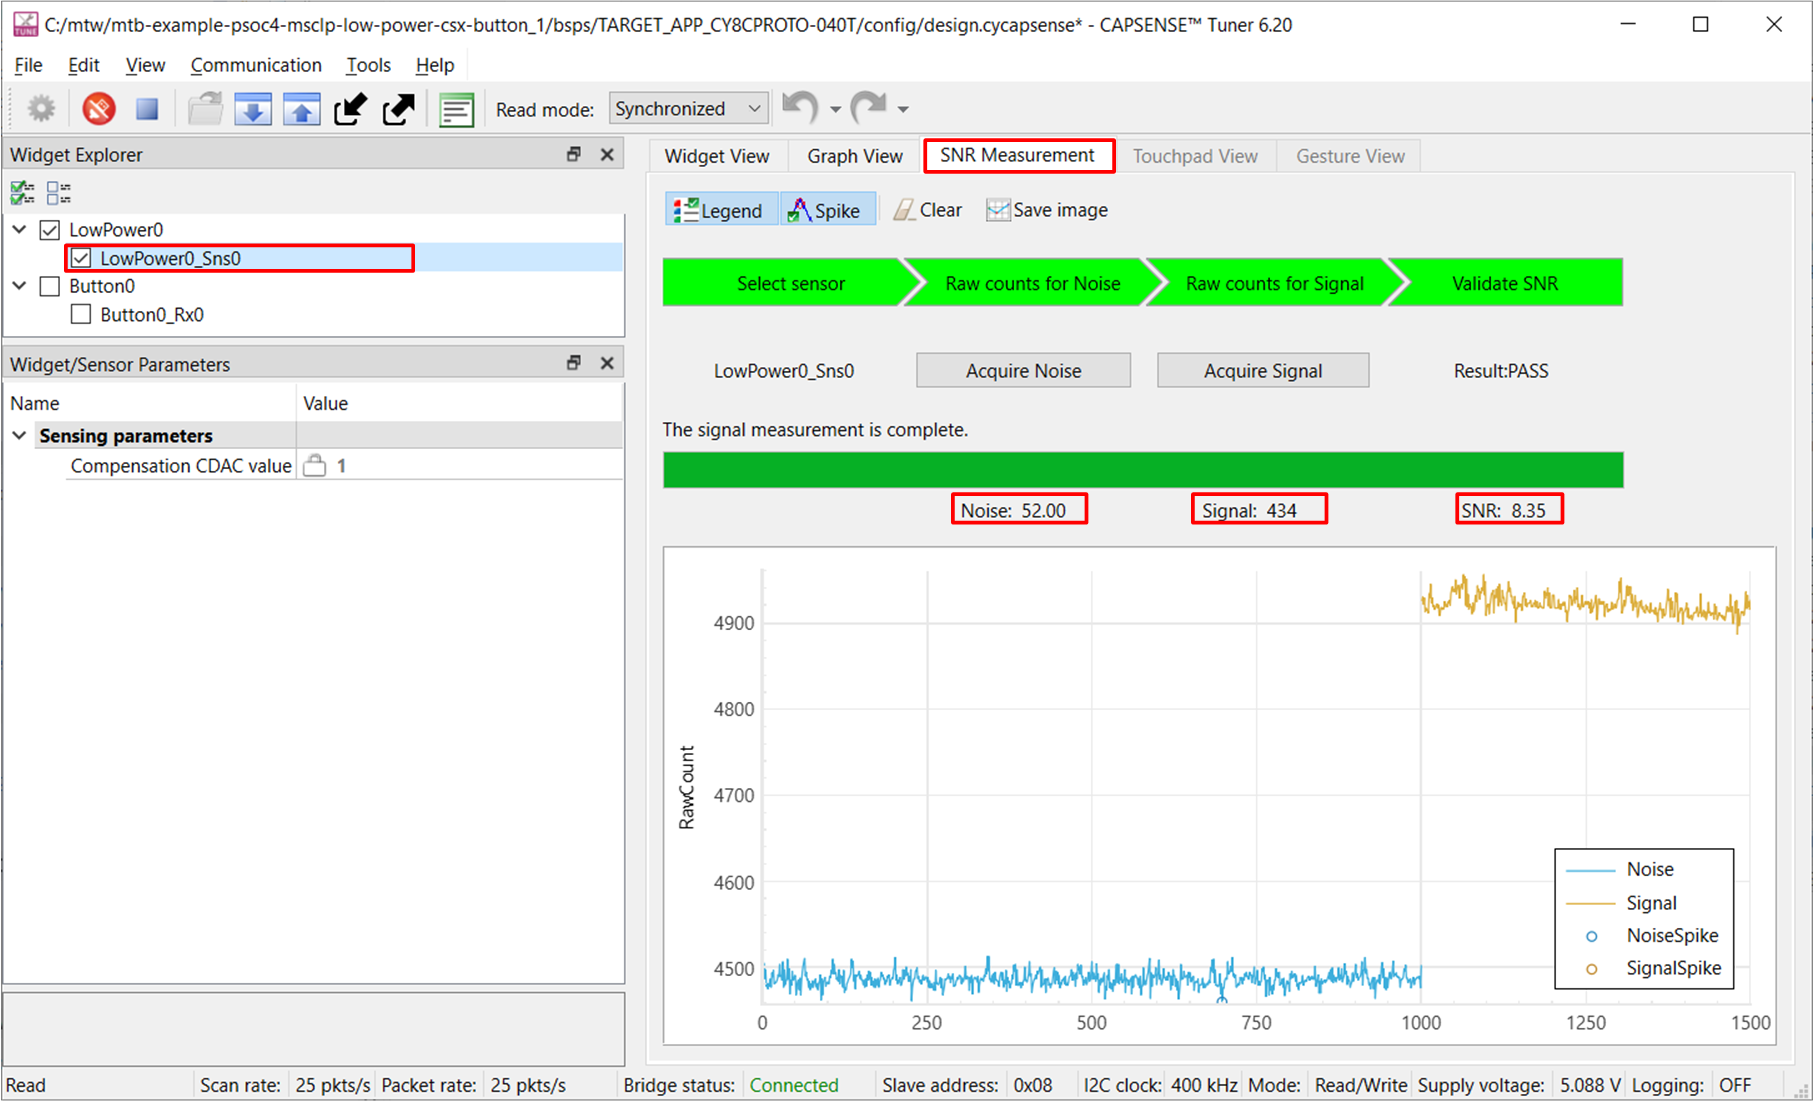 C:/mtw/mtb-example-psoc4-msclp-low-power-csx-button_1/bsps/TARGET_APP_CY8CPROTO-040T/config/design.cycapsense* - CAPSENSE™ Tuner 6.20
File Edit View Communication Tools Help
Read mode: Synchronized
Widget Explorer
LowPower0
LowPower0_Sns0
Button0
Button0_Rx0
Widget/Sensor Parameters
Name Value
Sensing parameters
Compensation CDAC value 1
Widget View Graph View SNR Measurement Touchpad View Gesture View
Legend Spike Clear Save image
Select sensor Raw counts for Noise Raw counts for Signal Validate SNR
LowPower0_Sns0 Acquire Noise Acquire Signal Result:PASS
The signal measurement is complete.
Noise: 52.00 Signal: 434 SNR: 8.35
4900
4800
4700
4600
4500
RawCount
0 250 500 750 1000 1250 1500
Noise
Signal
NoiseSpike
SignalSpike
Read Scan rate: 25 pkts/s Packet rate: 25 pkts/s Bridge status: Connected Slave address: 0x08 I2C clock: 400 kHz Mode: Read/Write Supply voltage: 5.088 V Logging: OFF